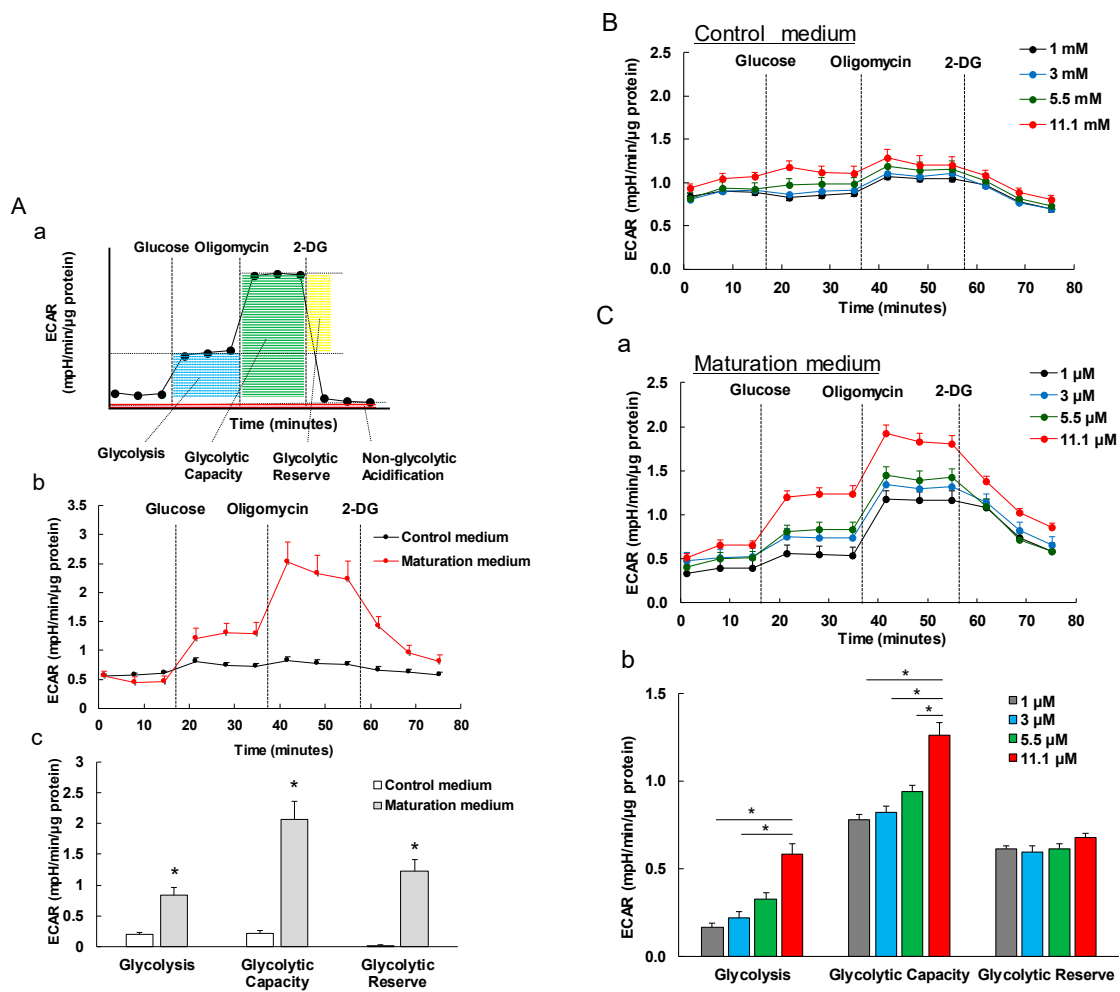 A
a
Glucose Oligomycin 2-DG
ECAR
(mpH/min/µg protein)
Time (minutes)
Glycolysis
Glycolytic
Capacity
Glycolytic
Reserve
Non-glycolytic
Acidification
b
Glucose Oligomycin 2-DG
Control medium
Maturation medium
ECAR (mpH/min/µg protein)
3.5
3
2.5
2
1.5
1
0.5
0
0 10 20 30 40 50 60 70 80
Time (minutes)
c
ECAR (mpH/min/µg protein)
3
2.5
2
1.5
1
0.5
0
Control medium
Maturation medium
* * *
Glycolysis
Glycolytic
Capacity
Glycolytic
Reserve
B
Control medium
Glucose Oligomycin 2-DG
1 mM
3 mM
5.5 mM
11.1 mM
ECAR (mpH/min/µg protein)
2.5
2.0
1.5
1.0
0.5
0.0
0 10 20 30 40 50 60 70 80
Time (minutes)
C
a
Maturation medium
Glucose Oligomycin 2-DG
1 µM
3 µM
5.5 µM
11.1 µM
ECAR (mpH/min/µg protein)
2.5
2.0
1.5
1.0
0.5
0.0
0 10 20 30 40 50 60 70 80
Time (minutes)
b
1 µM
3 µM
5.5 µM
11.1 µM
ECAR (mpH/min/µg protein)
1.5
1.0
0.5
0.0
*
*
*
*
*
Glycolysis Glycolytic Capacity Glycolytic Reserve